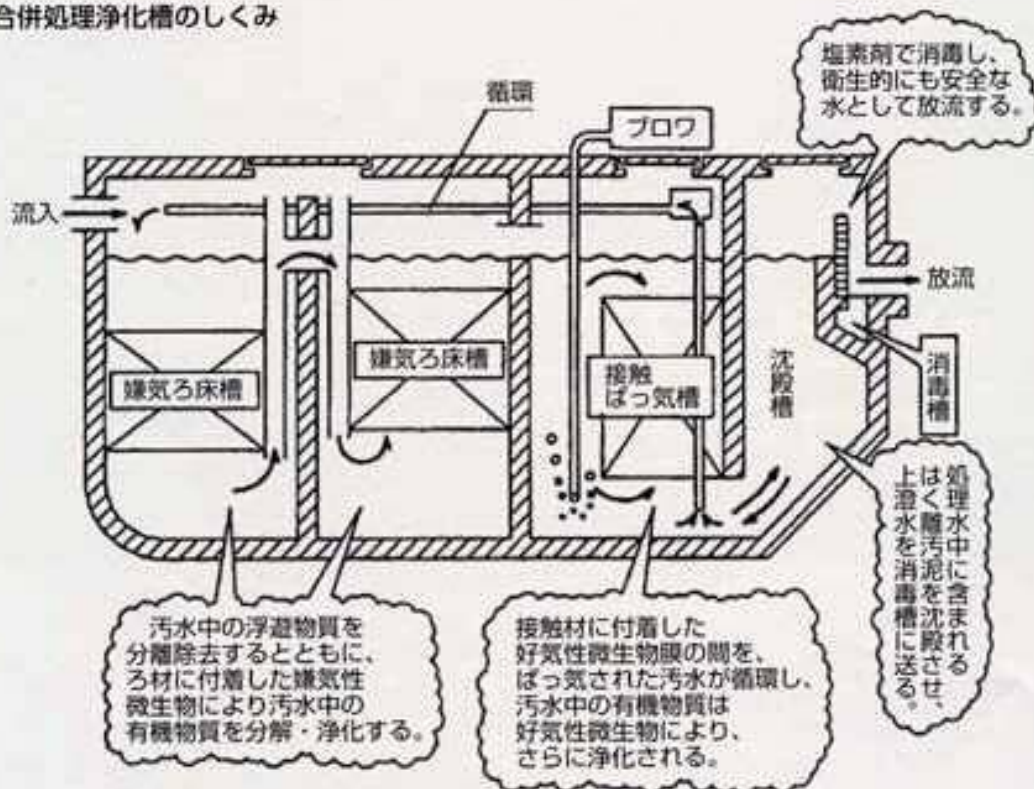 合併処理浄化槽のしくみ
塩素剤で消毒し、
衛生的にも安全な
水として放流する。
循環
ブロワ
流入
放流
嫌気ろ床槽
嫌気ろ床槽
接触
ばっ気槽
沈殿槽
消毒槽
処理水中に含まれる
はく離汚泥を沈殿させ、
上澄水を消毒槽に送る。
汚水中の浮遊物質を
分離除去するとともに、
ろ材に付着した嫌気性
微生物により汚水中の
有機物質を分解・浄化する。
接触材に付着した
好気性微生物膜の間を、
ばっ気された汚水が循環し、
汚水中の有機物質は
好気性微生物により、
さらに浄化される。